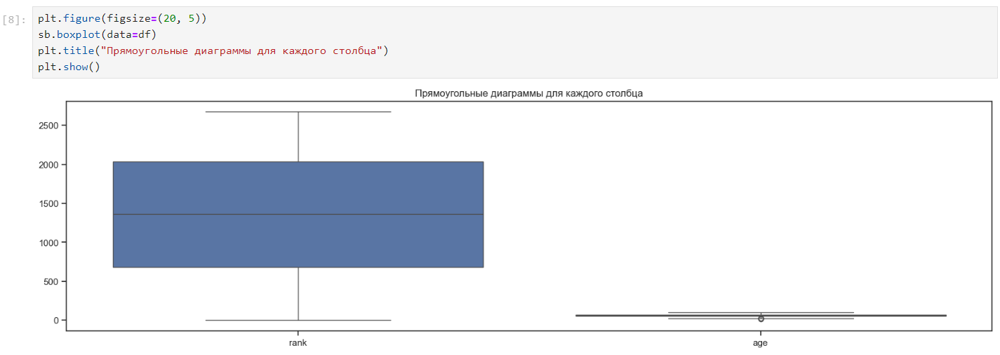 [8]: plt.figure(figsize=(20, 5))
sb.boxplot(data=df)
plt.title("Прямоугольные диаграммы для каждого столбца")
plt.show()
Прямоугольные диаграммы для каждого столбца
2500
2000
1500
1000
500
0
rank age